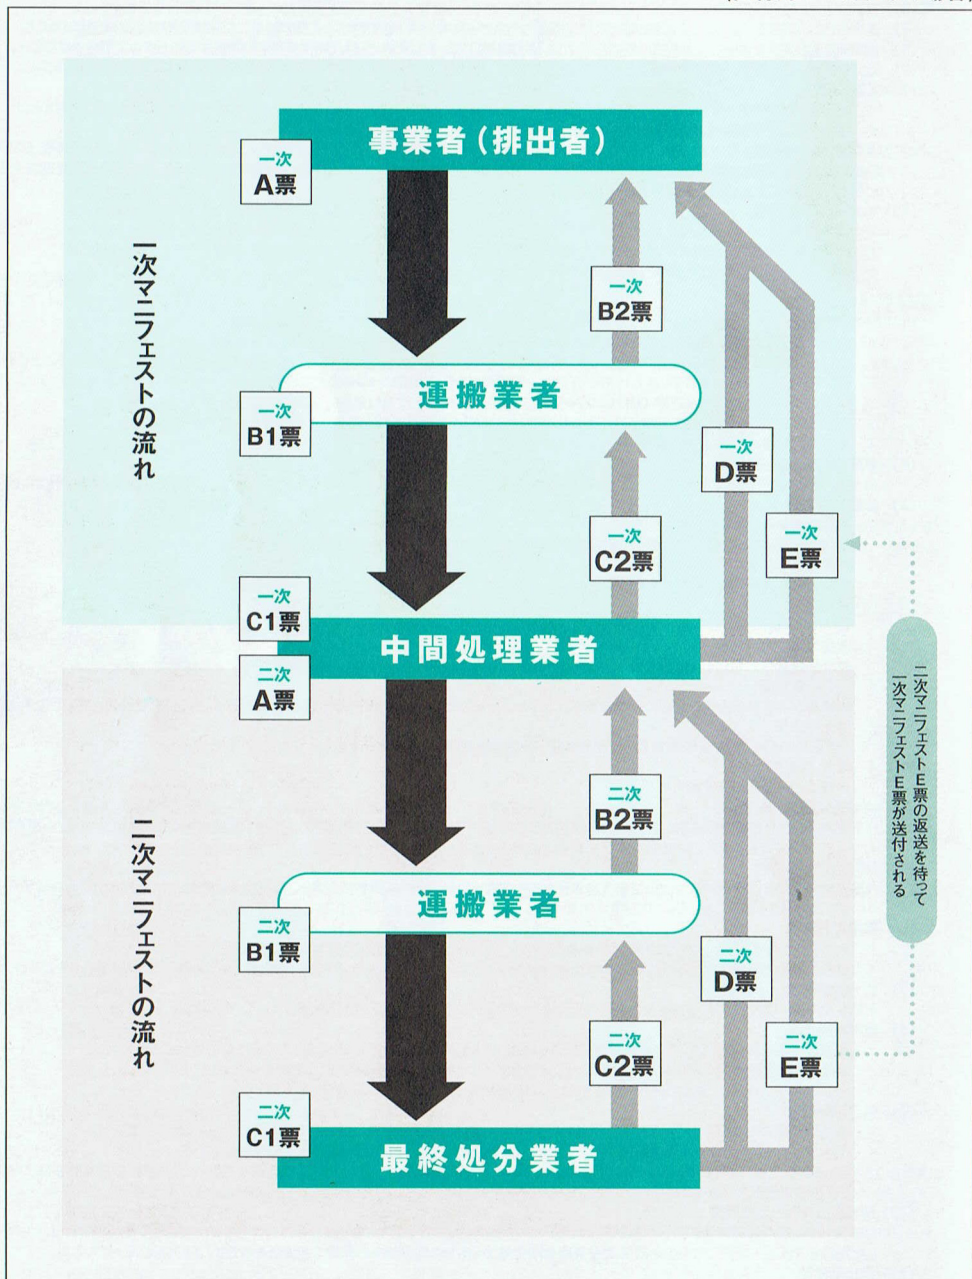 事業者（排出者）
一次
A票
一次マニフェストの流れ
一次
B2票
運搬業者
一次
B1票
一次
D票
一次
C2票
一次
E票
一次
C1票
中間処理業者
二次
A票
二次マニフェストE票の返送を待って
一次マニフェストE票が送付される
二次
B2票
二次マニフェストの流れ
運搬業者
二次
B1票
二次
D票
二次
C2票
二次
E票
二次
C1票
最終処分業者